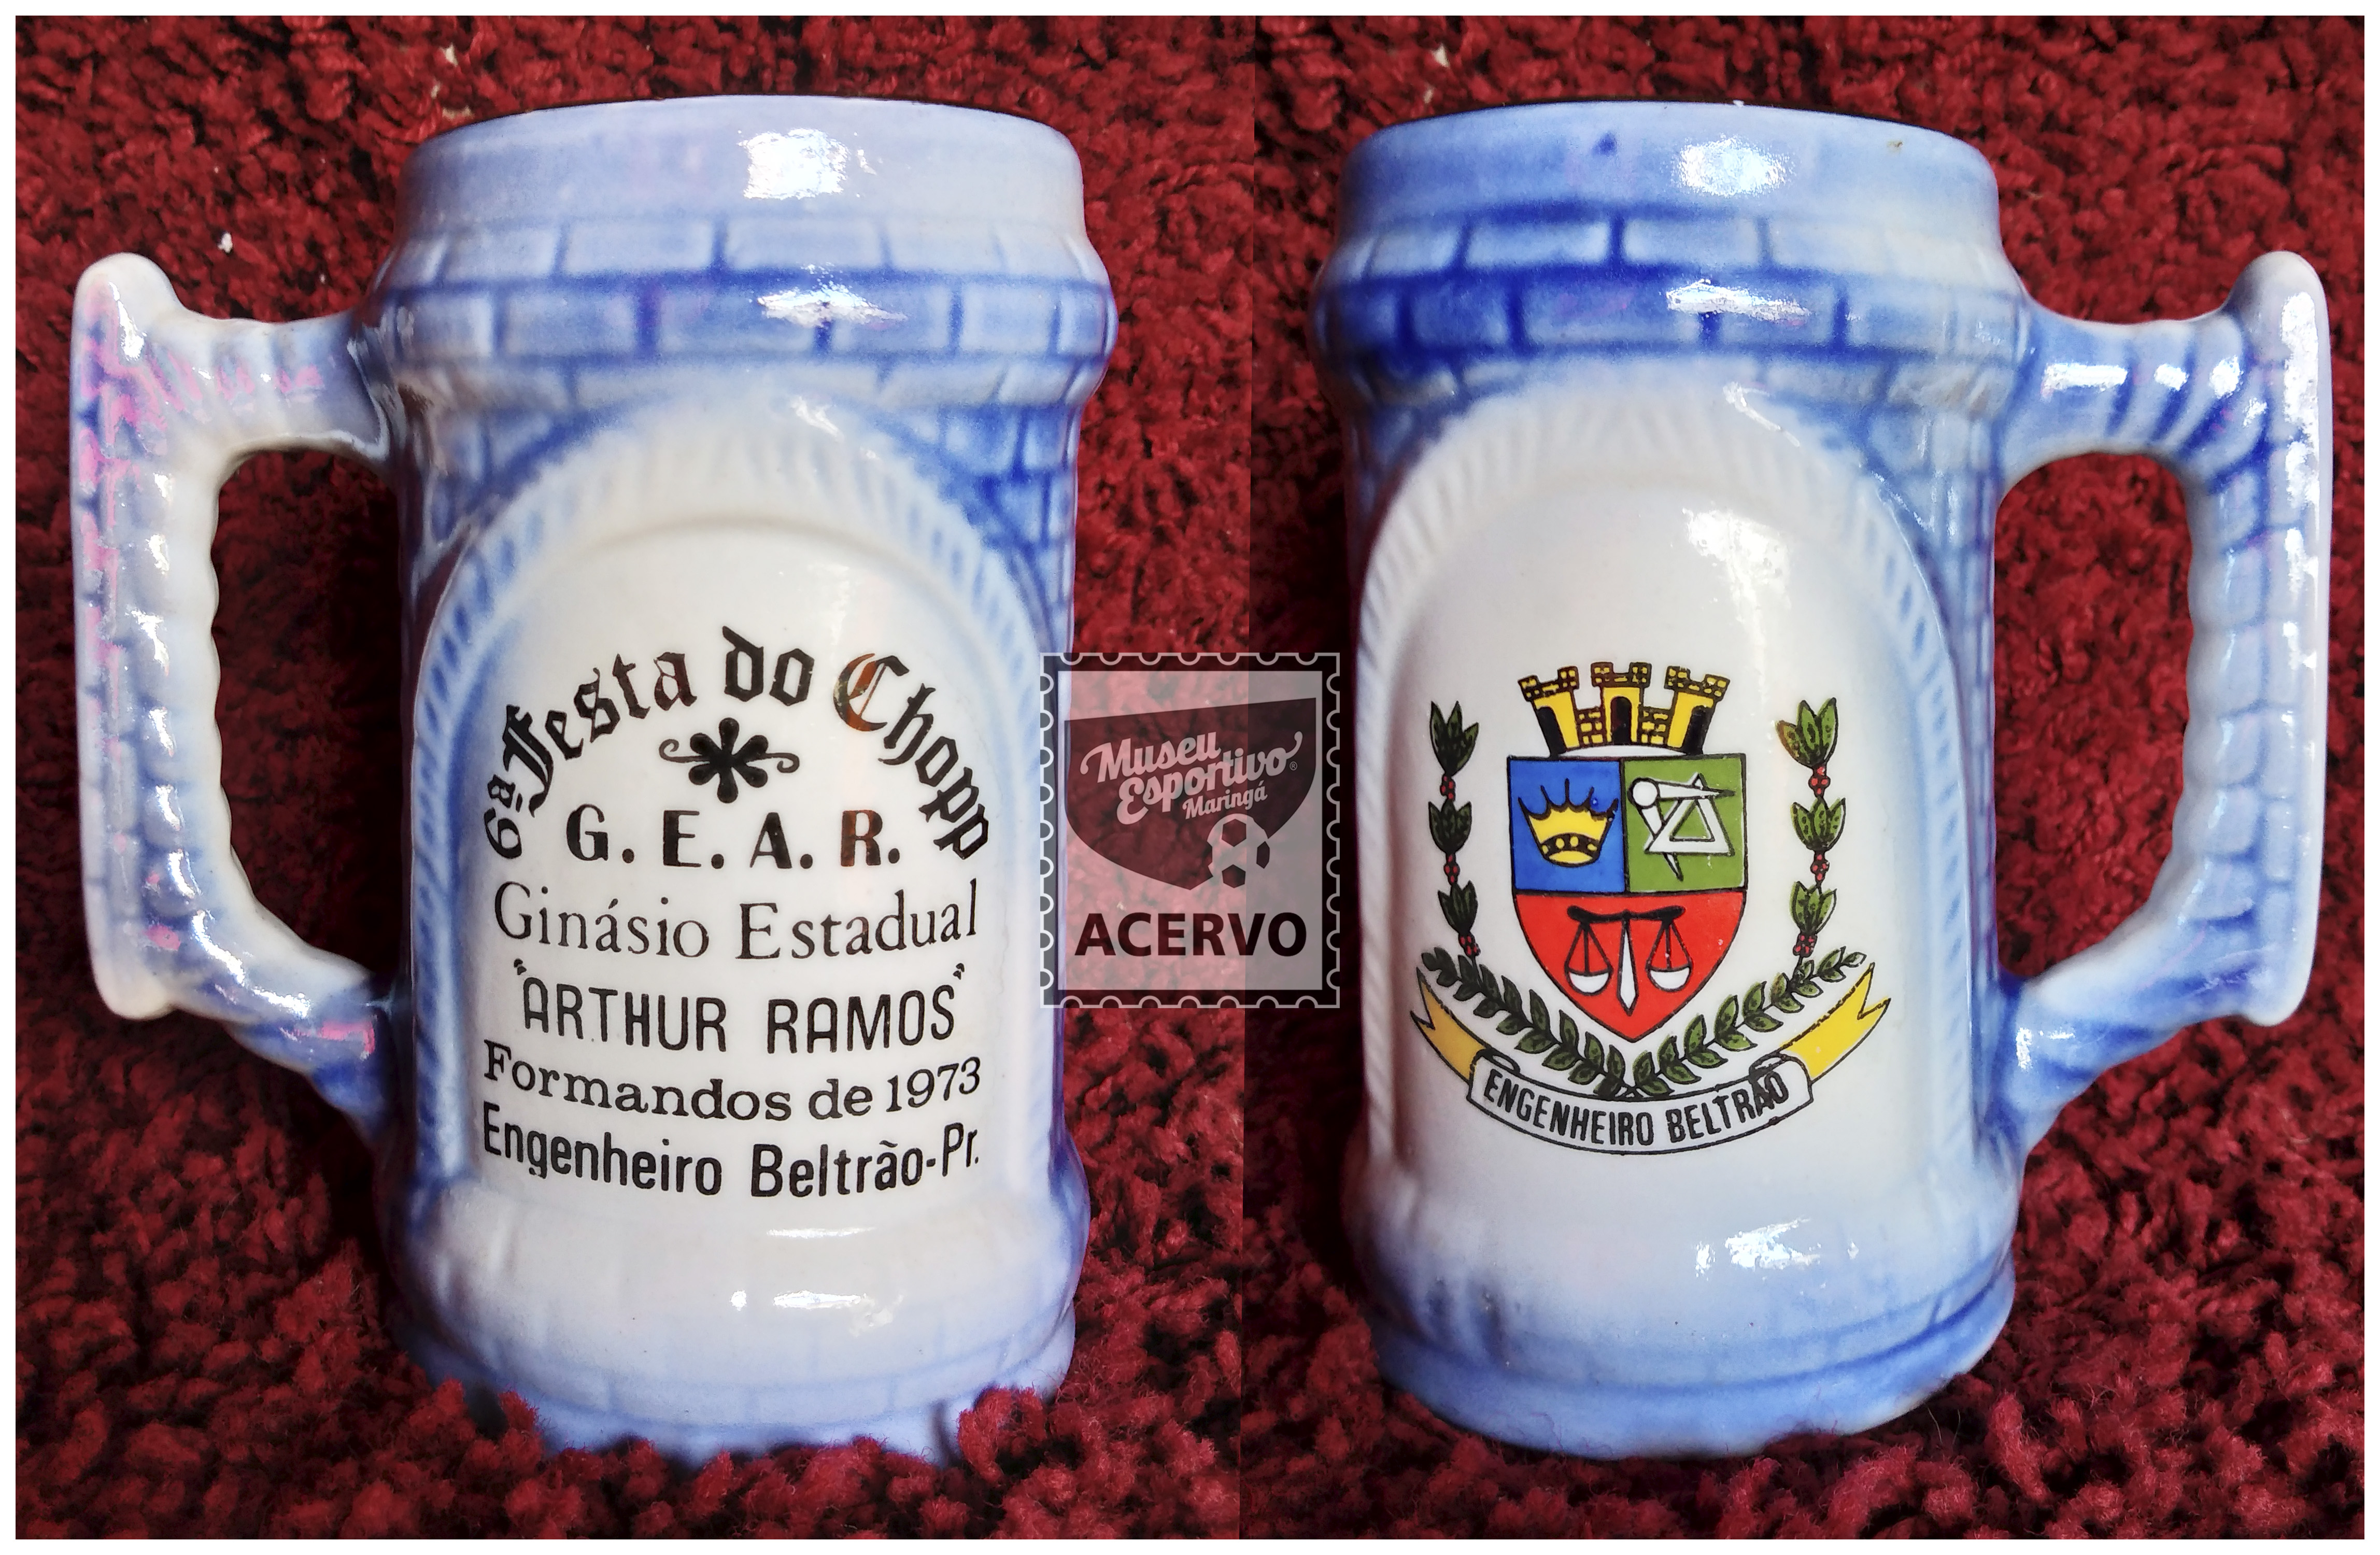 6ª Festa do Chopp
G. E. A. R.
Ginásio Estadual
"ARTHUR RAMOS"
Formandos de 1973
Engenheiro Beltrão-Pr.
Museu
Esportivo®
Maringá
ACERVO
ENGENHEIRO BELTRÃO